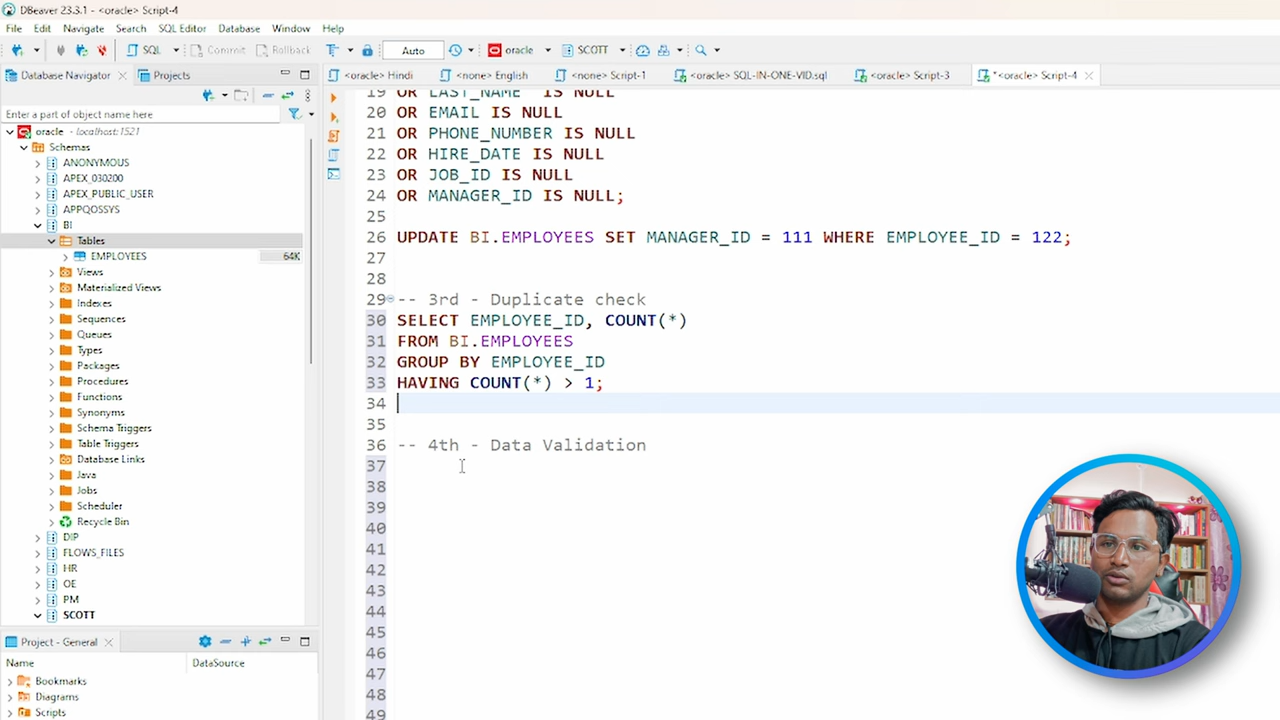 DBeaver 23.3.1 - <oracle> Script-4
File Edit Navigate Search SQL Editor Database Window Help
SQL Commit Rollback Auto oracle SCOTT
Database Navigator Projects
<oracle> Hindi <none> English <none> Script-1 <oracle> SQL-IN-ONE-VID.sql <oracle> Script-3 *<oracle> Script-4
Enter a part of object name here
oracle - localhost:1521
Schemas
ANONYMOUS
APEX_030200
APEX_PUBLIC_USER
APPQOSSYS
BI
Tables
EMPLOYEES 64K
Views
Materialized Views
Indexes
Sequences
Queues
Types
Packages
Procedures
Functions
Synonyms
Schema Triggers
Table Triggers
Database Links
Java
Jobs
Scheduler
Recycle Bin
DIP
FLOWS_FILES
HR
OE
PM
SCOTT
Project - General
Name DataSource
Bookmarks
Diagrams
Scripts
19 OR LAST_NAME IS NULL
20 OR EMAIL IS NULL
21 OR PHONE_NUMBER IS NULL
22 OR HIRE_DATE IS NULL
23 OR JOB_ID IS NULL
24 OR MANAGER_ID IS NULL;
25
26 UPDATE BI.EMPLOYEES SET MANAGER_ID = 111 WHERE EMPLOYEE_ID = 122;
27
28
29 -- 3rd - Duplicate check
30 SELECT EMPLOYEE_ID, COUNT(*)
31 FROM BI.EMPLOYEES
32 GROUP BY EMPLOYEE_ID
33 HAVING COUNT(*) > 1;
34
35
36 -- 4th - Data Validation
37
38
39
40
41
42
43
44
45
46
47
48
49